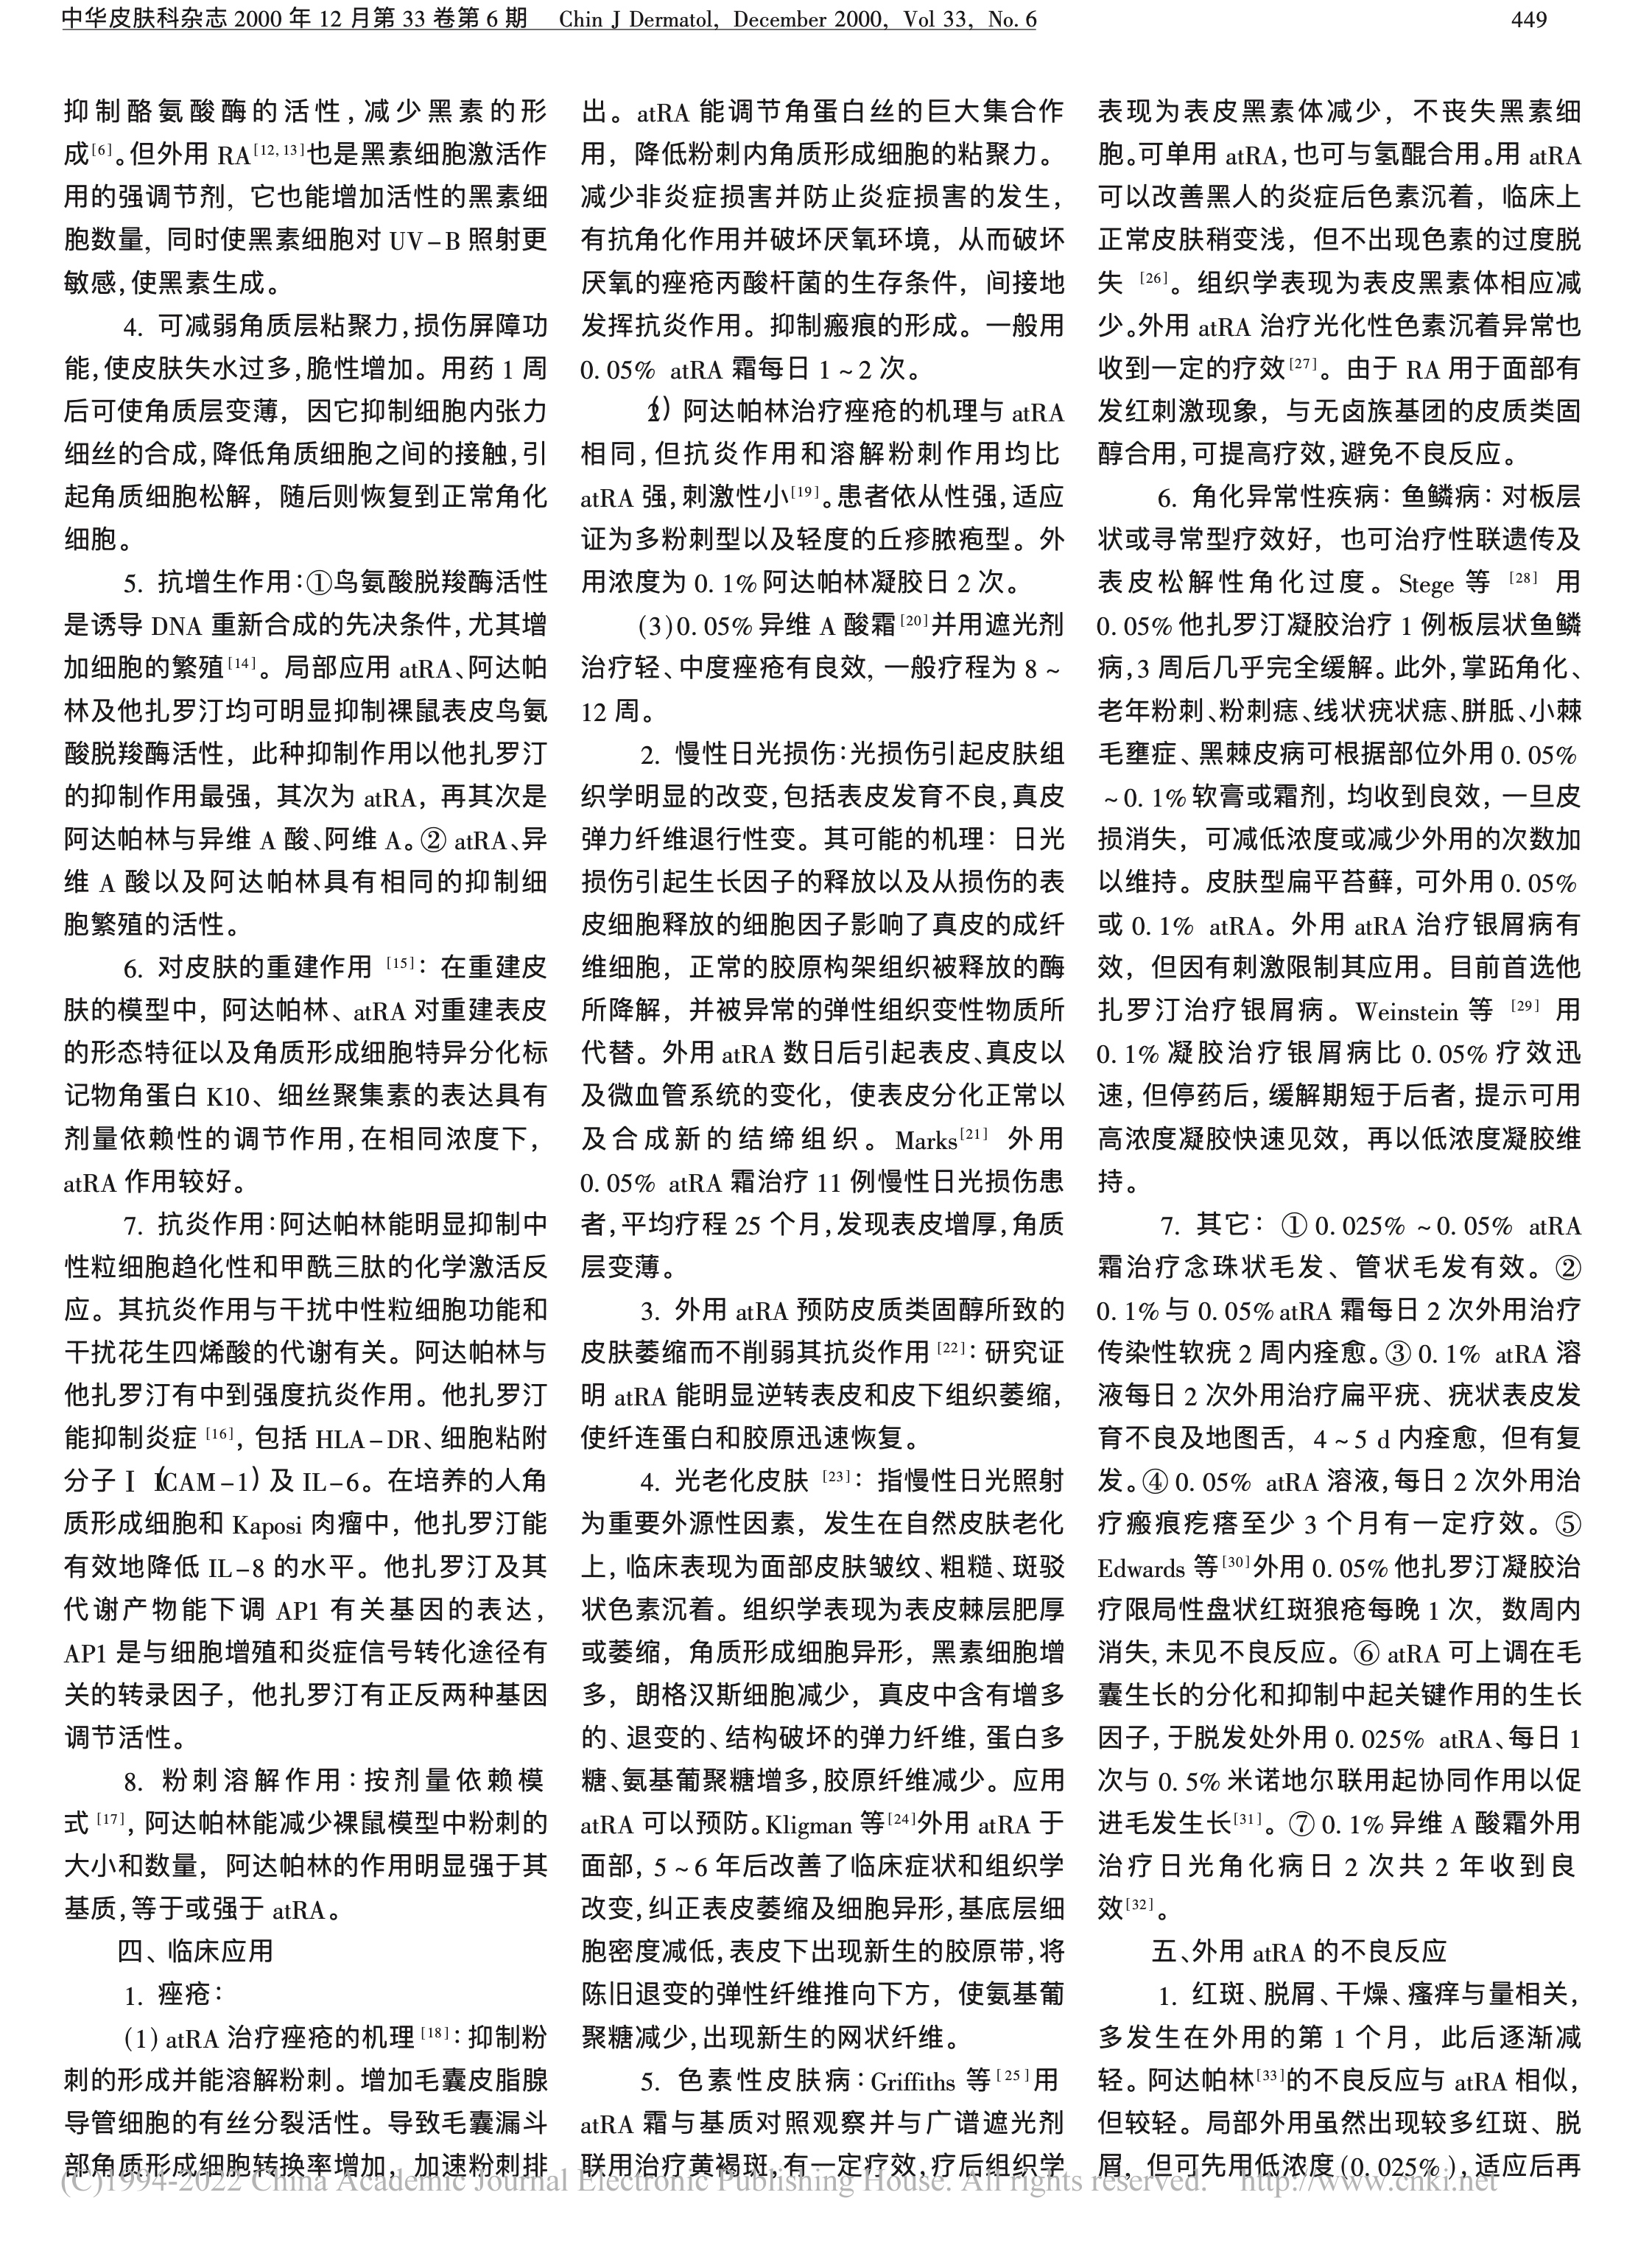 中华皮肤科杂志 2000 年 12 月第 33 卷第 6 期 Chin J Dermatol, December 2000, Vol 33, No. 6 449
抑制酪氨酸酶的活性,减少黑素的形
成[6]。但外用 RA[12,13]也是黑素细胞激活作
用的强调节剂, 它也能增加活性的黑素细
胞数量, 同时使黑素细胞对 UV-B 照射更
敏感,使黑素生成。
4. 可减弱角质层粘聚力,损伤屏障功
能,使皮肤失水过多,脆性增加。用药 1 周
后可使角质层变薄, 因它抑制细胞内张力
细丝的合成,降低角质细胞之间的接触,引
起角质细胞松解, 随后则恢复到正常角化
细胞。
5. 抗增生作用:①鸟氨酸脱羧酶活性
是诱导 DNA 重新合成的先决条件,尤其增
加细胞的繁殖[14]。局部应用 atRA、阿达帕
林及他扎罗汀均可明显抑制裸鼠表皮鸟氨
酸脱羧酶活性, 此种抑制作用以他扎罗汀
的抑制作用最强, 其次为 atRA, 再其次是
阿达帕林与异维 A 酸、阿维 A。② atRA、异
维 A 酸以及阿达帕林具有相同的抑制细
胞繁殖的活性。
6. 对皮肤的重建作用 [15]: 在重建皮
肤的模型中, 阿达帕林、atRA 对重建表皮
的形态特征以及角质形成细胞特异分化标
记物角蛋白 K10、细丝聚集素的表达具有
剂量依赖性的调节作用,在相同浓度下,
atRA 作用较好。
7. 抗炎作用:阿达帕林能明显抑制中
性粒细胞趋化性和甲酰三肽的化学激活反
应。其抗炎作用与干扰中性粒细胞功能和
干扰花生四烯酸的代谢有关。阿达帕林与
他扎罗汀有中到强度抗炎作用。他扎罗汀
能抑制炎症 [16], 包括 HLA-DR、细胞粘附
分子 I (ICAM-1) 及 IL-6。在培养的人角
质形成细胞和 Kaposi 肉瘤中, 他扎罗汀能
有效地降低 IL-8 的水平。他扎罗汀及其
代谢产物能下调 AP1 有关基因的表达,
AP1 是与细胞增殖和炎症信号转化途径有
关的转录因子, 他扎罗汀有正反两种基因
调节活性。
8. 粉刺溶解作用:按剂量依赖模
式 [17], 阿达帕林能减少裸鼠模型中粉刺的
大小和数量, 阿达帕林的作用明显强于其
基质,等于或强于 atRA。
四、临床应用
1. 痤疮:
(1) atRA 治疗痤疮的机理 [18]: 抑制粉
刺的形成并能溶解粉刺。增加毛囊皮脂腺
导管细胞的有丝分裂活性。导致毛囊漏斗
部角质形成细胞转换率增加, 加速粉刺排
出。atRA 能调节角蛋白丝的巨大集合作
用, 降低粉刺内角质形成细胞的粘聚力。
减少非炎症损害并防止炎症损害的发生,
有抗角化作用并破坏厌氧环境, 从而破坏
厌氧的痤疮丙酸杆菌的生存条件, 间接地
发挥抗炎作用。抑制瘢痕的形成。一般用
0. 05% atRA 霜每日 1 ~ 2 次。
(2) 阿达帕林治疗痤疮的机理与 atRA
相同,但抗炎作用和溶解粉刺作用均比
atRA 强,刺激性小[19]。患者依从性强,适应
证为多粉刺型以及轻度的丘疹脓疱型。外
用浓度为 0. 1%阿达帕林凝胶日 2 次。
(3)0. 05% 异维 A 酸霜[20]并用遮光剂
治疗轻、中度痤疮有良效, 一般疗程为 8 ~
12 周。
2. 慢性日光损伤:光损伤引起皮肤组
织学明显的改变,包括表皮发育不良,真皮
弹力纤维退行性变。其可能的机理: 日光
损伤引起生长因子的释放以及从损伤的表
皮细胞释放的细胞因子影响了真皮的成纤
维细胞, 正常的胶原构架组织被释放的酶
所降解, 并被异常的弹性组织变性物质所
代替。外用 atRA 数日后引起表皮、真皮以
及微血管系统的变化, 使表皮分化正常以
及合成新的结缔组织。Marks[21] 外用
0. 05% atRA 霜治疗 11 例慢性日光损伤患
者,平均疗程 25 个月,发现表皮增厚,角质
层变薄。
3. 外用 atRA 预防皮质类固醇所致的
皮肤萎缩而不削弱其抗炎作用 [22]: 研究证
明 atRA 能明显逆转表皮和皮下组织萎缩,
使纤连蛋白和胶原迅速恢复。
4. 光老化皮肤 [23]: 指慢性日光照射
为重要外源性因素, 发生在自然皮肤老化
上, 临床表现为面部皮肤皱纹、粗糙、斑驳
状色素沉着。组织学表现为表皮棘层肥厚
或萎缩, 角质形成细胞异形, 黑素细胞增
多, 朗格汉斯细胞减少, 真皮中含有增多
的、退变的、结构破坏的弹力纤维, 蛋白多
糖、氨基葡聚糖增多,胶原纤维减少。应用
atRA 可以预防。Kligman 等[24]外用 atRA 于
面部, 5 ~ 6 年后改善了临床症状和组织学
改变,纠正表皮萎缩及细胞异形,基底层细
胞密度减低,表皮下出现新生的胶原带,将
陈旧退变的弹性纤维推向下方, 使氨基葡
聚糖减少,出现新生的网状纤维。
5. 色素性皮肤病:Griffiths 等[25]用
atRA 霜与基质对照观察并与广谱遮光剂
联用治疗黄褐斑,有一定疗效,疗后组织学
表现为表皮黑素体减少, 不丧失黑素细
胞。可单用 atRA,也可与氢醌合用。用 atRA
可以改善黑人的炎症后色素沉着, 临床上
正常皮肤稍变浅, 但不出现色素的过度脱
失 [26]。组织学表现为表皮黑素体相应减
少。外用 atRA 治疗光化性色素沉着异常也
收到一定的疗效[27]。由于 RA 用于面部有
发红刺激现象, 与无卤族基团的皮质类固
醇合用,可提高疗效,避免不良反应。
6. 角化异常性疾病: 鱼鳞病: 对板层
状或寻常型疗效好, 也可治疗性联遗传及
表皮松解性角化过度。Stege 等 [28] 用
0. 05% 他扎罗汀凝胶治疗 1 例板层状鱼鳞
病,3 周后几乎完全缓解。此外,掌跖角化、
老年粉刺、粉刺痣、线状疣状痣、胼胝、小棘
毛壅症、黑棘皮病可根据部位外用 0. 05%
~ 0. 1% 软膏或霜剂, 均收到良效, 一旦皮
损消失, 可减低浓度或减少外用的次数加
以维持。皮肤型扁平苔藓, 可外用 0. 05%
或 0. 1% atRA。外用 atRA 治疗银屑病有
效, 但因有刺激限制其应用。目前首选他
扎罗汀治疗银屑病。Weinstein 等 [29] 用
0. 1% 凝胶治疗银屑病比 0. 05% 疗效迅
速, 但停药后, 缓解期短于后者, 提示可用
高浓度凝胶快速见效, 再以低浓度凝胶维
持。
7. 其它: ① 0. 025% ~ 0. 05% atRA
霜治疗念珠状毛发、管状毛发有效。②
0. 1%与 0. 05% atRA 霜每日 2 次外用治疗
传染性软疣 2 周内痊愈。③ 0. 1% atRA 溶
液每日 2 次外用治疗扁平疣、疣状表皮发
育不良及地图舌, 4 ~ 5 d 内痊愈, 但有复
发。④ 0. 05% atRA 溶液,每日 2 次外用治
疗瘢痕疙瘩至少 3 个月有一定疗效。⑤
Edwards 等[30]外用 0. 05% 他扎罗汀凝胶治
疗限局性盘状红斑狼疮每晚 1 次, 数周内
消失, 未见不良反应。⑥ atRA 可上调在毛
囊生长的分化和抑制中起关键作用的生长
因子, 于脱发处外用 0. 025% atRA、每日 1
次与 0. 5% 米诺地尔联用起协同作用以促
进毛发生长[31]。⑦ 0. 1% 异维 A 酸霜外用
治疗日光角化病日 2 次共 2 年收到良
效[32]。
五、外用 atRA 的不良反应
1. 红斑、脱屑、干燥、瘙痒与量相关,
多发生在外用的第 1 个月, 此后逐渐减
轻。阿达帕林[33]的不良反应与 atRA 相似,
但较轻。局部外用虽然出现较多红斑、脱
屑, 但可先用低浓度 (0. 025% ), 适应后再
(C)1994-2022 China Academic Journal Electronic Publishing House. All rights reserved. http://www.cnki.net